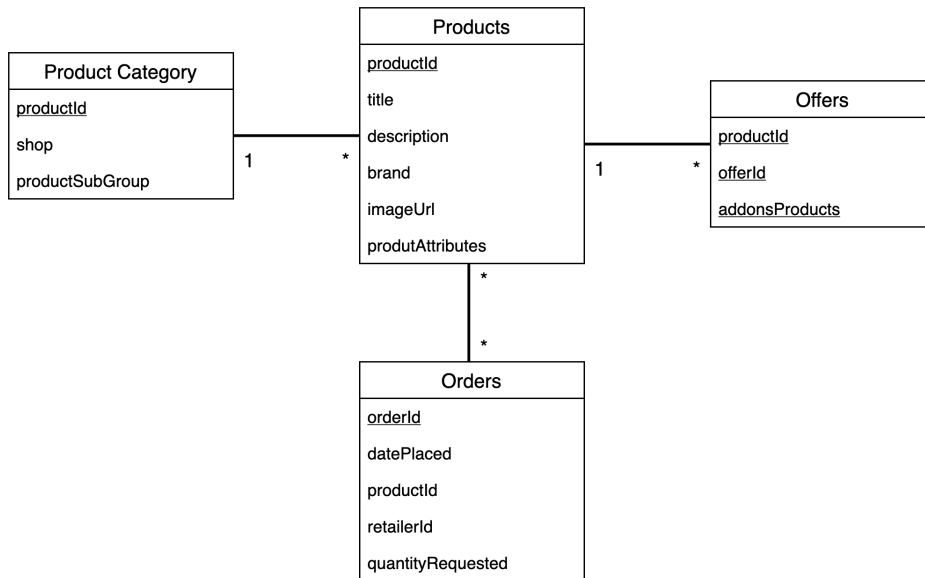 Products
productId
title
description
brand
imageUrl
produtAttributes
Product Category
productId
shop
productSubGroup
1
*
Offers
productId
offerId
addonsProducts
1
*
*
*
Orders
orderId
datePlaced
productId
retailerId
quantityRequested